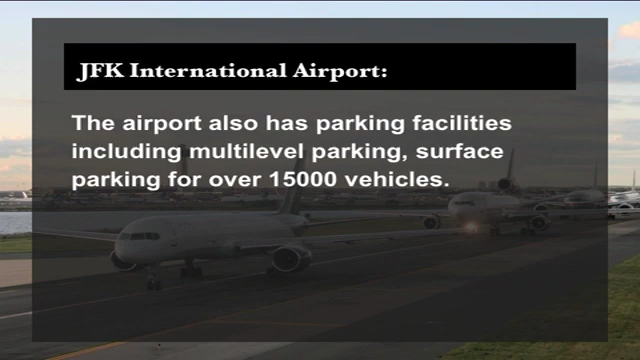 JFK International Airport:
The airport also has parking facilities
including multilevel parking, surface
parking for over 15000 vehicles.